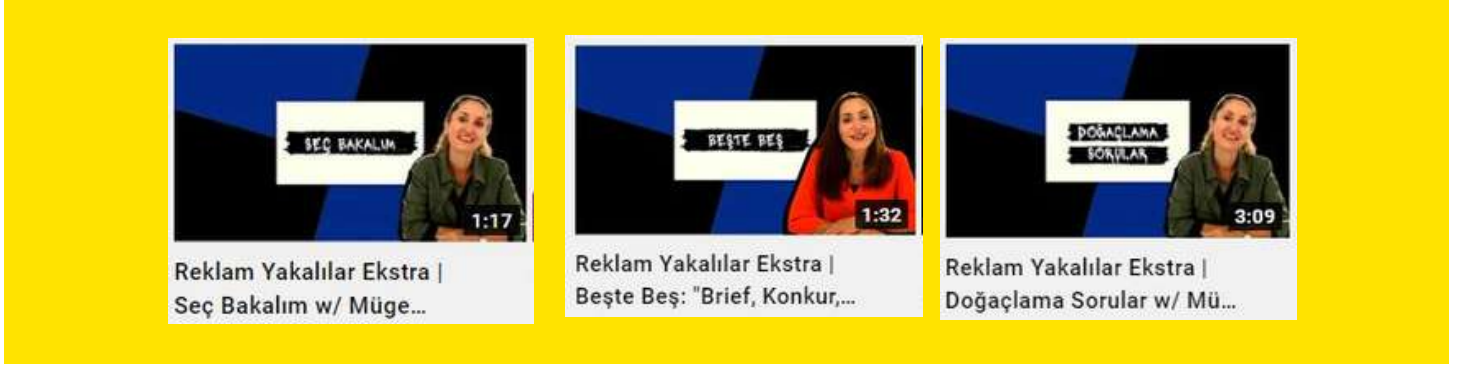 SEÇ BAKALIM
1:17
Reklam Yakalılar Ekstra |
Seç Bakalım w/ Müge...
BEŞTE BEŞ
1:32
Reklam Yakalılar Ekstra |
Beşte Beş: "Brief, Konkur,...
DOĞAÇLAMA
SORULAR
3:09
Reklam Yakalılar Ekstra |
Doğaçlama Sorular w/ Mü...